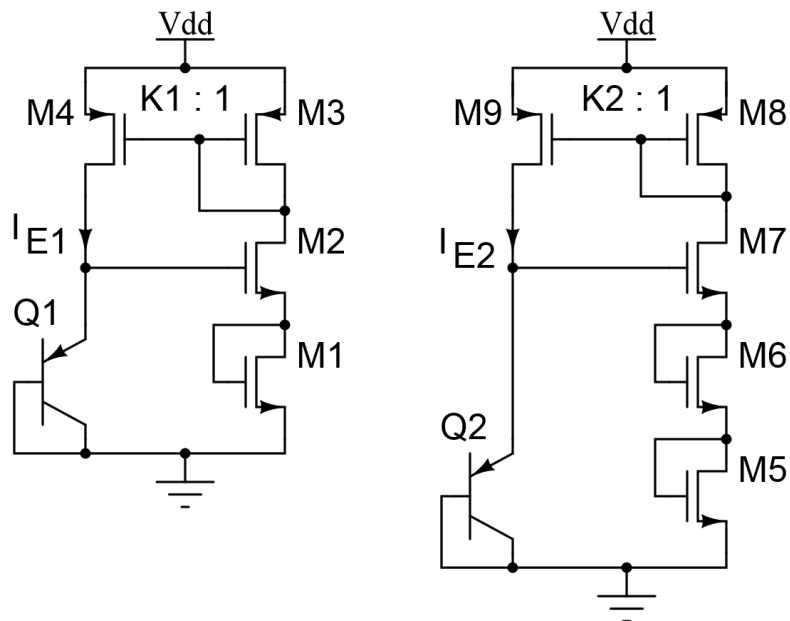 Vdd
M4
K1 : 1
M3
I E1
M2
Q1
M1
Vdd
M9
K2 : 1
M8
I E2
M7
M6
Q2
M5